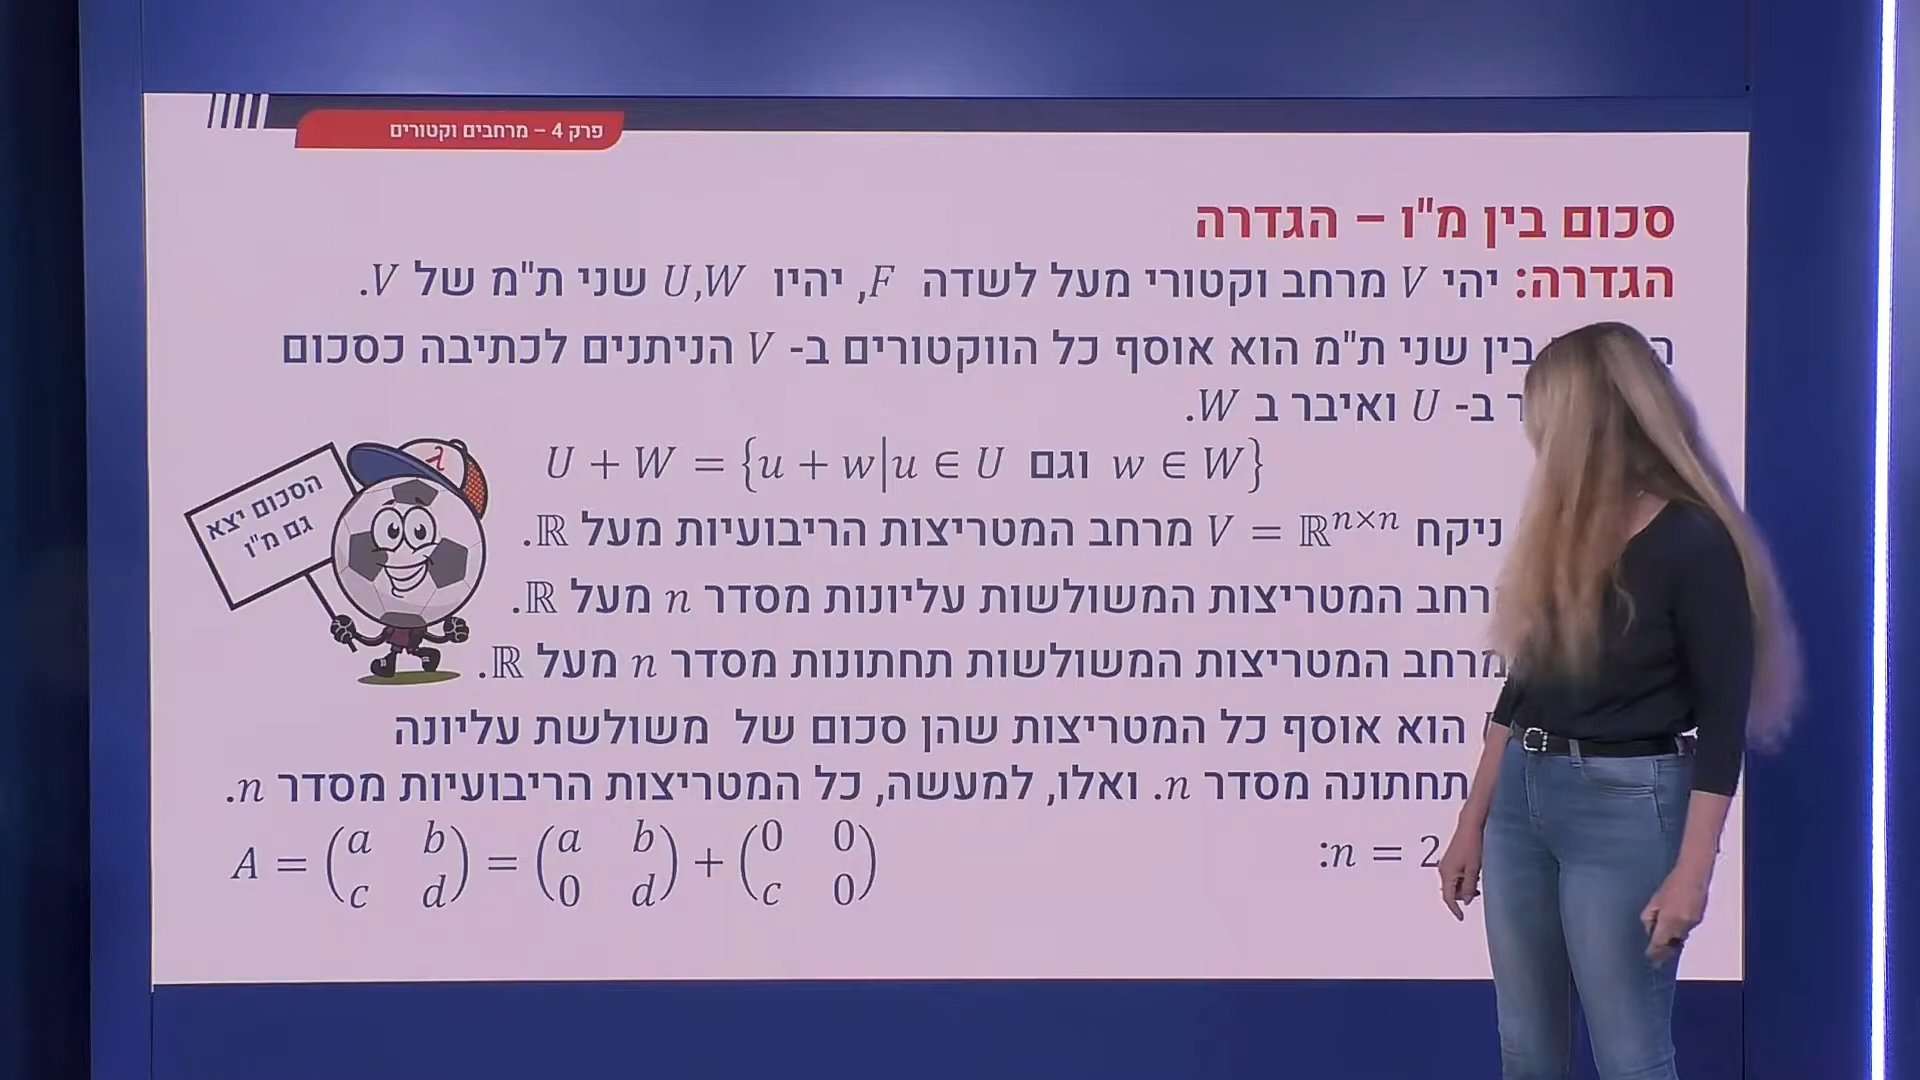 פרק 4 – מרחבים וקטורים
סכום בין מ"ו – הגדרה
הגדרה: יהי V מרחב וקטורי מעל לשדה F, יהיו U,W שני ת"מ של V.
בין שני ת"מ הוא אוסף כל הווקטורים ב- V הניתנים לכתיבה כסכום
ב- U ואיבר ב W.
U + W = {u + w|u ∈ U וגם w ∈ W}
הסכום יצא
גם מ"ו
ניקח V = ℝⁿˣⁿ מרחב המטריצות הריבועיות מעל ℝ.
המטריצות המשולשות עליונות מסדר n מעל ℝ.
מרחב המטריצות המשולשות תחתונות מסדר n מעל ℝ.
הוא אוסף כל המטריצות שהן סכום של משולשת עליונה
תחתונה מסדר n. ואלו, למעשה, כל המטריצות הריבועיות מסדר n.
n = 2:
A = (a b
c d) = (a b
0 d) + (0 0
c 0)